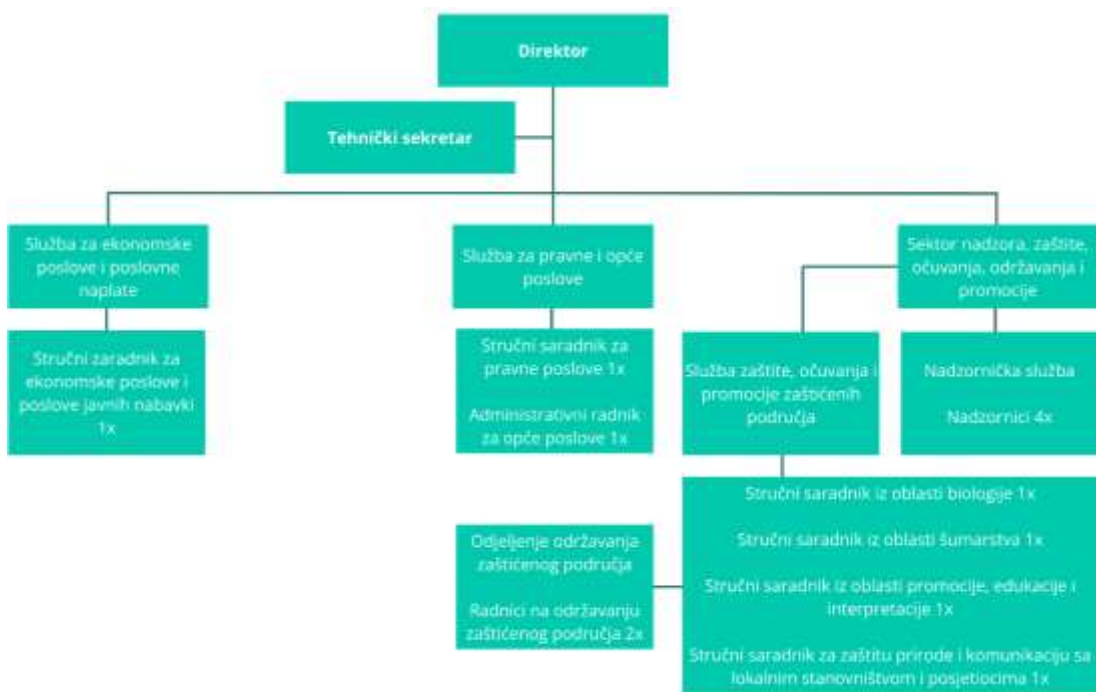 Direktor
Tehnički sekretar
Služba za ekonomske
poslove i poslovne
naplate
Služba za pravne i opće
poslove
Sektor nadzora, zaštite,
očuvanja, održavanja i
promocije
Stručni zaradnik za
ekonomske poslove i
poslove javnih nabavki
1x
Stručni saradnik za
pravne poslove 1x
Administrativni radnik
za opće poslove 1x
Služba zaštite, očuvanja i
promocije zaštićenih
područja
Nadzornička služba
Nadzornici 4x
Odjeljenje održavanja
zaštićenog područja
Radnici na održavanju
zaštićenog područja 2x
Stručni saradnik iz oblasti biologije 1x
Stručni saradnik iz oblasti šumarstva 1x
Stručni saradnik iz oblasti promocije, edukacije i
interpretacije 1x
Stručni saradnik za zaštitu prirode i komunikaciju sa
lokalnim stanovništvom i posjetiocima 1x